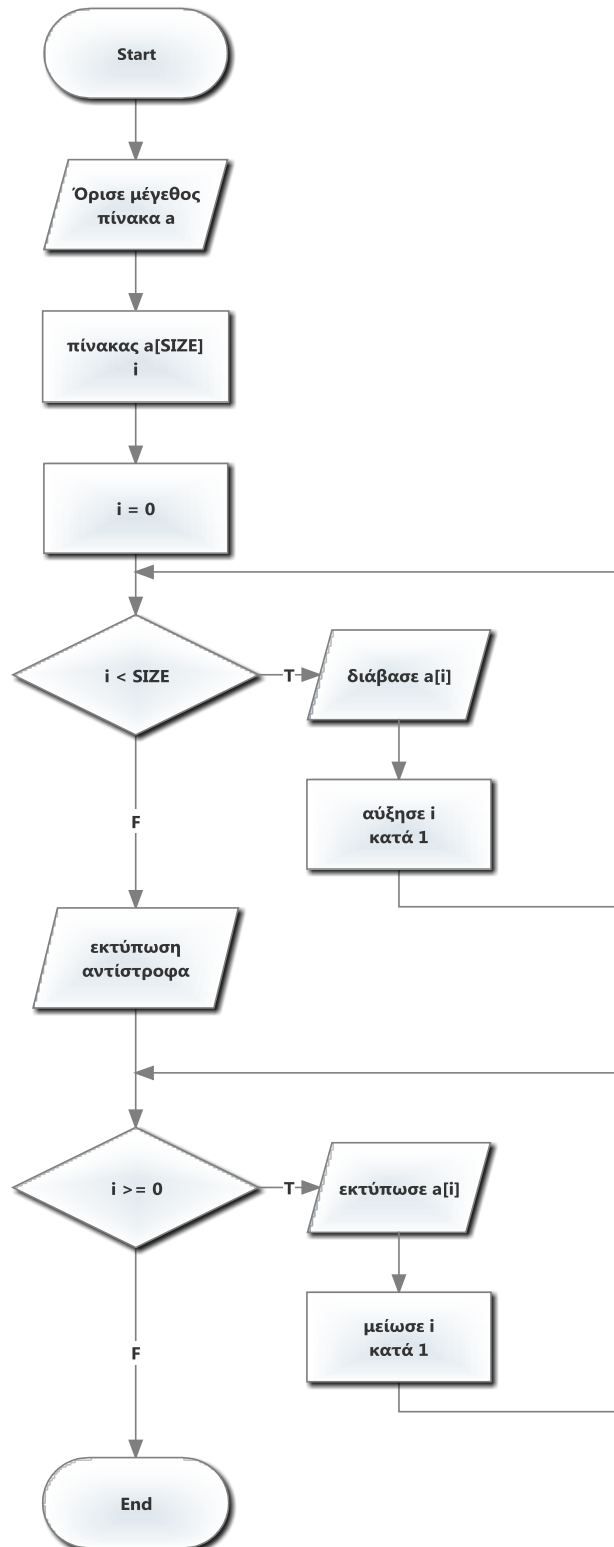 Start
Όρισε μέγεθος
πίνακα a
πίνακας a[SIZE]
i
i = 0
i < SIZE
T
διάβασε a[i]
αύξησε i
κατά 1
F
εκτύπωση
αντίστροφα
i >= 0
T
εκτύπωσε a[i]
μείωσε i
κατά 1
F
End